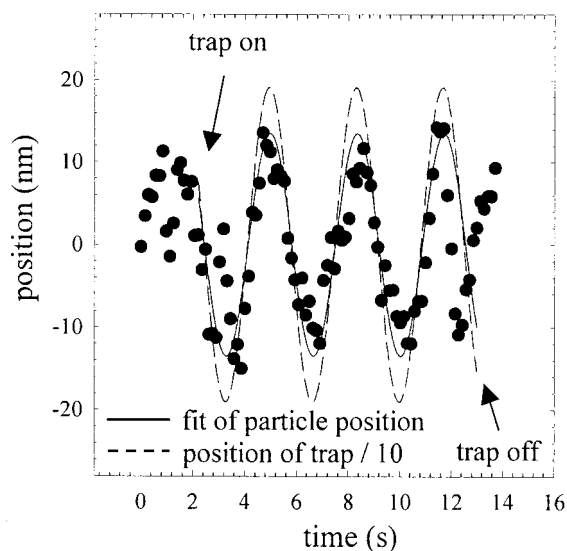 trap on
20
10
0
-10
-20
position (nm)
fit of particle position
position of trap / 10
trap off
0 2 4 6 8 10 12 14 16
time (s)